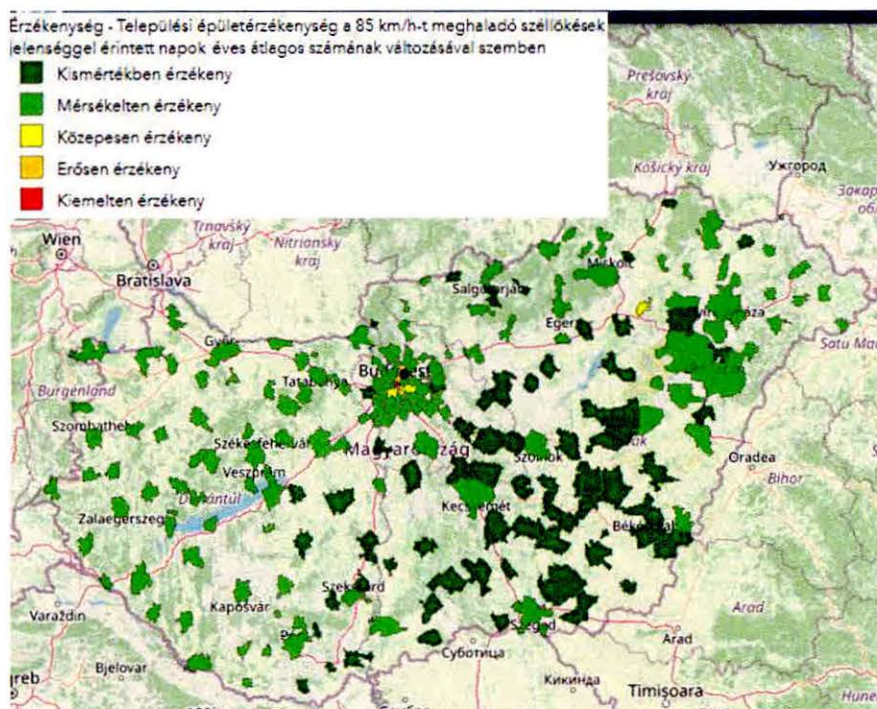 Érzékenység - Települési épületérzékenység a 85 km/h-t meghaladó széllökések
jelenséggel érintett napok éves átlagos számának változásával szemben
Kismértékben érzékeny
Mérsékelten érzékeny
Közepesen érzékeny
Erősen érzékeny
Kiemelten érzékeny
Prešovský
kraj
Košický kraj
Ужгород
Trnavský
kraj
Nitriansky
kraj
Wien
Bratislava
Miskolc
Salgótarján
Eger
Győr
Satu Mar
Budapest
Tatabánya
Burgenland
Szombathely
Székesfehérvár
Magyarország
Szolnok
Oradea
Veszprém
Bihor
Dunántúl
Zalaegerszeg
Kecskemét
Szekszárd
Kaposvár
Varaždin
Szeged
Arad
Arad
Суботица
Bjelovar
Кикинда
Timișoara